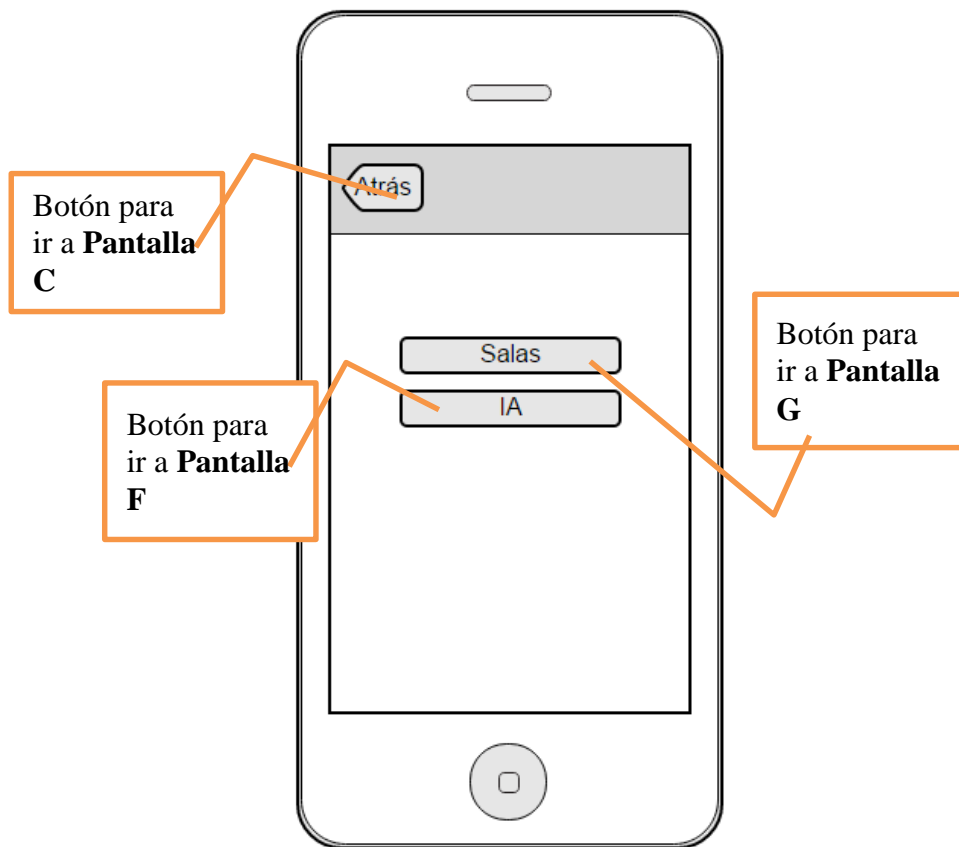 Atrás
Botón para
ir a Pantalla
C
Salas
Botón para
ir a Pantalla
G
IA
Botón para
ir a Pantalla
F